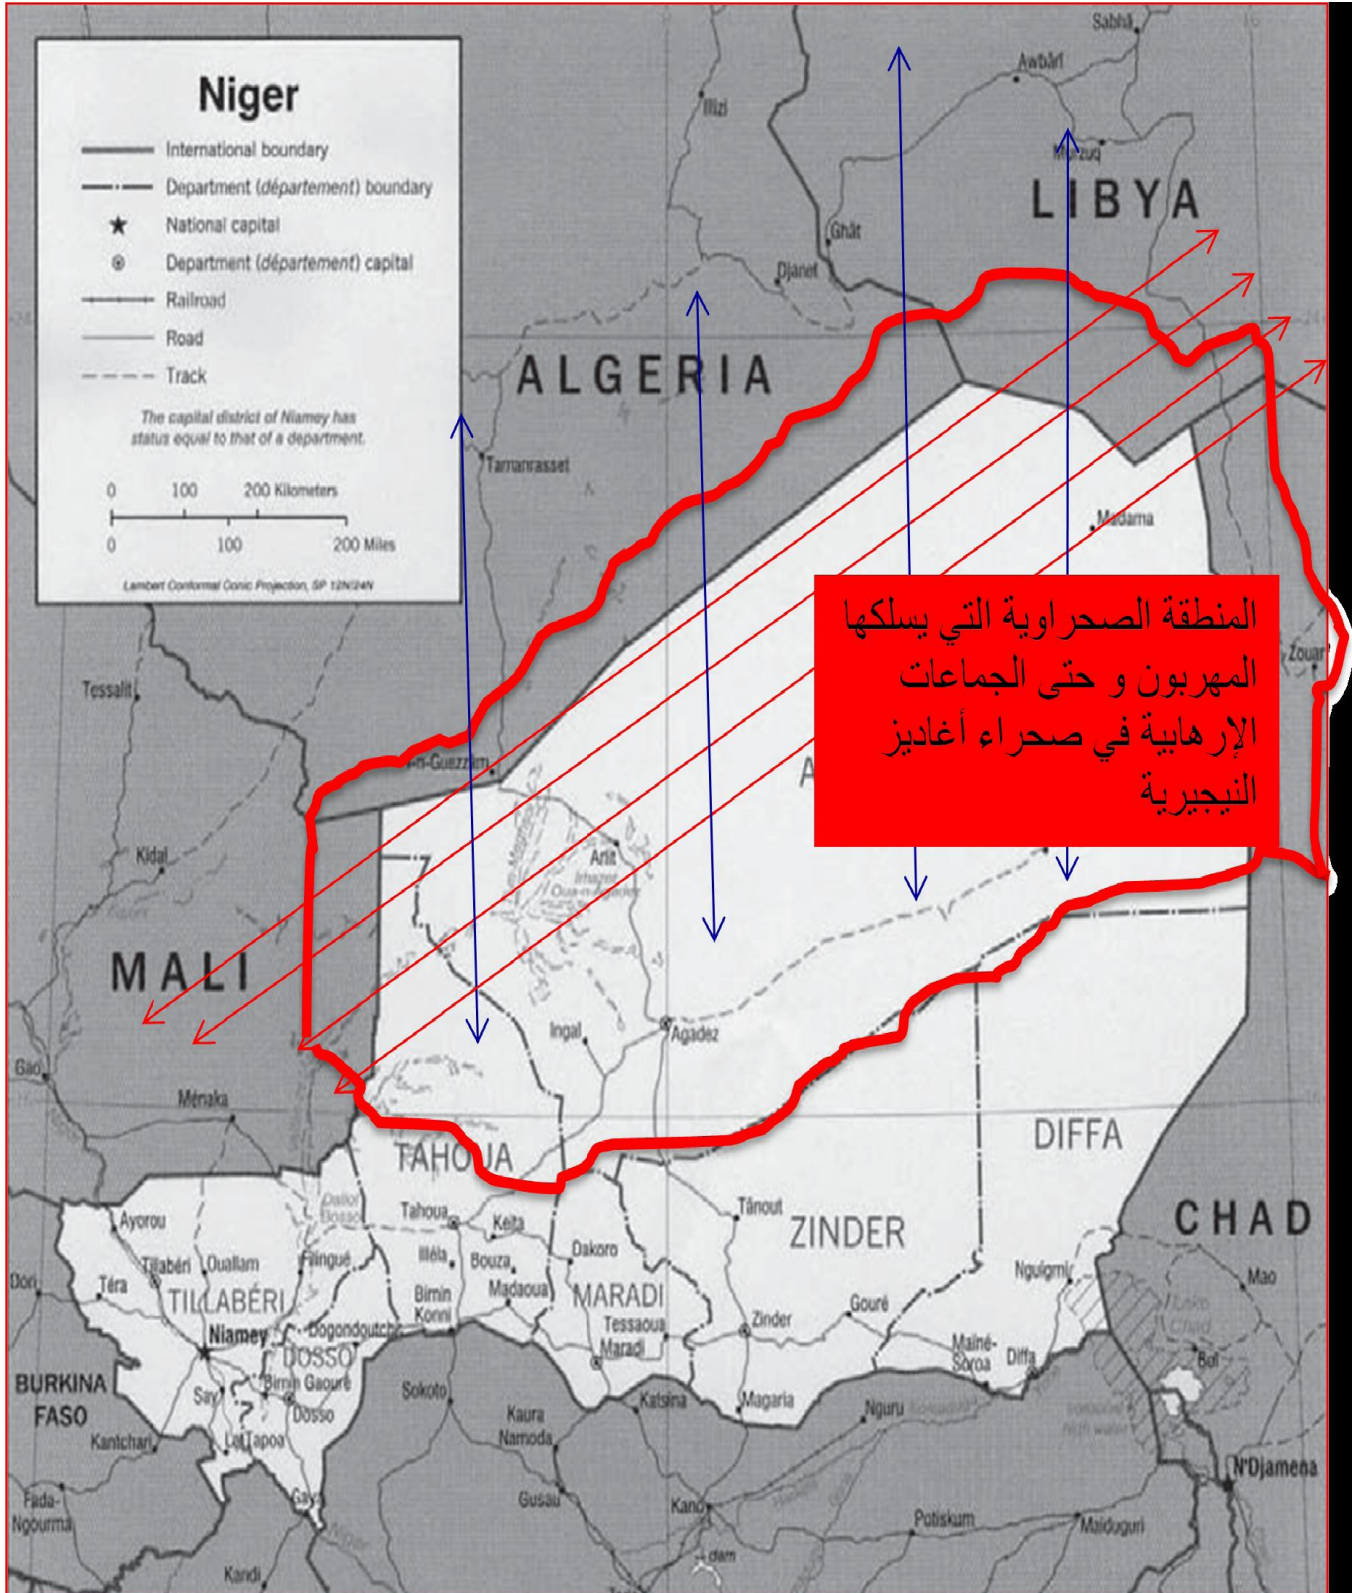 Niger
International boundary
Department (département) boundary
National capital
Department (département) capital
Railroad
Road
Track
The capital district of Niamey has
status equal to that of a department.
0 100 200 Kilometers
0 100 200 Miles
Lambert Conformal Conic Projection, SP 12N/24N
Sabhā
Awbārī
Illizi
Murzuq
LIBYA
Ghāt
Djanet
ALGERIA
Tamanrasset
Madama
المنطقة الصحراوية التي يسلكها
المهربون و حتى الجماعات
الإرهابية في صحراء أغاديز
النيجيرية
Zouar
Tessalit
Kidal
Arlit
MALI
Ingal
Agadez
Gao
Ménaka
TAHOUA
DIFFA
CHAD
Dallol
Bosso
Ayorou
Tahoua
Keita
Tânout
ZINDER
Tillabéri
Ouallam
Filingué
Illéla
Bouza
Dakoro
Nguigmi
Mao
Dori
Téra
TILLABÉRI
Birnin
Konni
Madaoua
MARADI
Tessaoua
Gouré
Lake
Chad
Niamey
Dogondoutchi
DOSSO
Maradi
Zinder
Maïné-
Soroa
Diffa
Bol
BURKINA
FASO
Say
Birnin Gaouré
Dosso
Sokoto
Katsina
Magaria
Nguru
Kaura
Namoda
Kantchari
Tapoa
N'Djamena
Fada-
Ngourma
Gusau
Kano
Potiskum
Maiduguri
Kandi